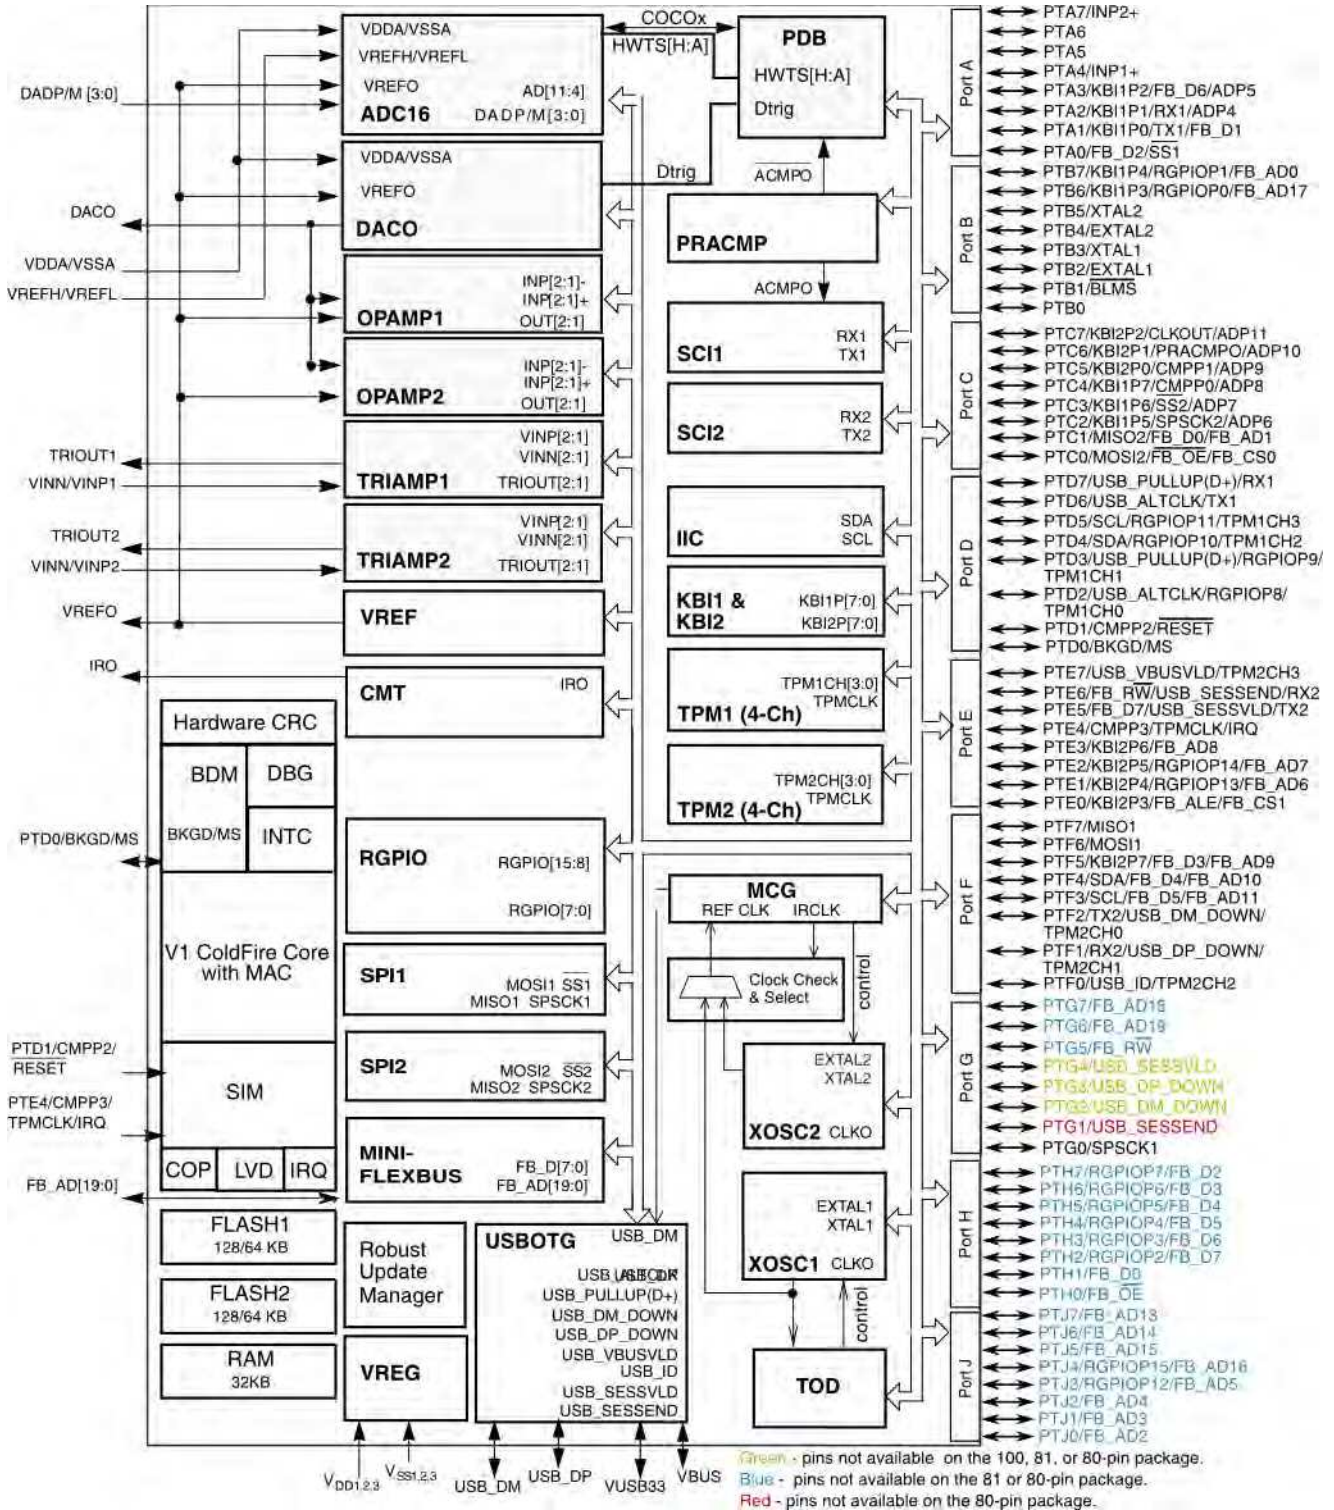 VDDA/VSSA
VREFH/VREFL
VREFO
AD[11:4]
ADC16
DADP/M[3:0]
DADP/M [3:0]
COCOx
HWTS[H:A]
PDB
HWTS[H:A]
Dtrig
VDDA/VSSA
VREFO
DACO
Dtrig
ACMPO
DACO
VDDA/VSSA
VREFH/VREFL
PRACMP
ACMPO
INP[2:1]-
INP[2:1]+
OPAMP1
OUT[2:1]
INP[2:1]-
INP[2:1]+
OPAMP2
OUT[2:1]
RX1
SCI1
TX1
RX2
SCI2
TX2
TRIOUT1
VINN/VINP1
VINP[2:1]
VINN[2:1]
TRIAMP1
TRIOUT[2:1]
TRIOUT2
VINN/VINP2
VINP[2:1]
VINN[2:1]
TRIAMP2
TRIOUT[2:1]
SDA
IIC
SCL
KBI1 &
KBI2
KBI1P[7:0]
KBI2P[7:0]
VREFO
VREF
IRO
CMT
IRO
TPM1CH[3:0]
TPMCLK
TPM1 (4-Ch)
TPM2CH[3:0]
TPMCLK
TPM2 (4-Ch)
Hardware CRC
BDM
DBG
BKGD/MS
INTC
PTD0/BKGD/MS
V1 ColdFire Core
with MAC
PTD1/CMPP2/
RESET
SIM
PTE4/CMPP3/
TPMCLK/IRQ
COP
LVD
IRQ
FB_AD[19:0]
FLASH1
128/64 KB
FLASH2
128/64 KB
RAM
32KB
RGPIO
RGPIO[15:8]
RGPIO[7:0]
SPI1
MOSI1 SS1
MISO1 SPSCK1
SPI2
MOSI2 SS2
MISO2 SPSCK2
MINI-
FLEXBUS
FB_D[7:0]
FB_AD[19:0]
Robust
Update
Manager
VREG
VDD1,2,3
VSS1,2,3
USBOTG
USB_DM
USB_PULLUP(D+)
USB_DM_DOWN
USB_DP_DOWN
USB_VBUSVLD
USB_ID
USB_SESSVLD
USB_SESSEND
USB_DM
USB_DP
VUSB33
VBUS
MCG
REF CLK
IRCLK
Clock Check
& Select
control
EXTAL2
XTAL2
XOSC2
CLKO
EXTAL1
XTAL1
XOSC1
CLKO
control
TOD
Port A
PTA7/INP2+
PTA6
PTA5
PTA4/INP1+
PTA3/KBI1P2/FB_D6/ADP5
PTA2/KBI1P1/RX1/ADP4
PTA1/KBI1P0/TX1/FB_D1
PTA0/FB_D2/SS1
Port B
PTB7/KBI1P4/RGPIOP1/FB_AD0
PTB6/KBI1P3/RGPIOP0/FB_AD17
PTB5/XTAL2
PTB4/EXTAL2
PTB3/XTAL1
PTB2/EXTAL1
PTB1/BLMS
PTB0
Port C
PTC7/KBI2P2/CLKOUT/ADP11
PTC6/KBI2P1/PRACMPO/ADP10
PTC5/KBI2P0/CMPP1/ADP9
PTC4/KBI1P7/CMPP0/ADP8
PTC3/KBI1P6/SS2/ADP7
PTC2/KBI1P5/SPSCK2/ADP6
PTC1/MISO2/FB_D0/FB_AD1
PTC0/MOSI2/FB_OE/FB_CS0
Port D
PTD7/USB_PULLUP(D+)/RX1
PTD6/USB_ALTCLK/TX1
PTD5/SCL/RGPIOP11/TPM1CH3
PTD4/SDA/RGPIOP10/TPM1CH2
PTD3/USB_PULLUP(D+)/RGPIOP9/
TPM1CH1
PTD2/USB_ALTCLK/RGPIOP8/
TPM1CH0
PTD1/CMPP2/RESET
PTD0/BKGD/MS
Port E
PTE7/USB_VBUSVLD/TPM2CH3
PTE6/FB_RW/USB_SESSEND/RX2
PTE5/FB_D7/USB_SESSVLD/TX2
PTE4/CMPP3/TPMCLK/IRQ
PTE3/KBI2P6/FB_AD8
PTE2/KBI2P5/RGPIOP14/FB_AD7
PTE1/KBI2P4/RGPIOP13/FB_AD6
PTE0/KBI2P3/FB_ALE/FB_CS1
Port F
PTF7/MISO1
PTF6/MOSI1
PTF5/KBI2P7/FB_D3/FB_AD9
PTF4/SDA/FB_D4/FB_AD10
PTF3/SCL/FB_D5/FB_AD11
PTF2/TX2/USB_DM_DOWN/
TPM2CH0
PTF1/RX2/USB_DP_DOWN/
TPM2CH1
PTF0/USB_ID/TPM2CH2
Port G
PTG7/FB_AD18
PTG6/FB_AD19
PTG5/FB_RW
PTG4/USB_SESSVLD
PTG3/USB_DP_DOWN
PTG2/USB_DM_DOWN
PTG1/USB_SESSEND
PTG0/SPSCK1
Port H
PTH7/RGPIOP7/FB_D2
PTH6/RGPIOP6/FB_D3
PTH5/RGPIOP5/FB_D4
PTH4/RGPIOP4/FB_D5
PTH3/RGPIOP3/FB_D6
PTH2/RGPIOP2/FB_D7
PTH1/FB_D0
PTH0/FB_OE
Port J
PTJ7/FB_AD13
PTJ6/FB_AD14
PTJ5/FB_AD15
PTJ4/RGPIOP15/FB_AD16
PTJ3/RGPIOP12/FB_AD5
PTJ2/FB_AD4
PTJ1/FB_AD3
PTJ0/FB_AD2
Green - pins not available on the 100, 81, or 80-pin package.
Blue - pins not available on the 81 or 80-pin package.
Red - pins not available on the 80-pin package.